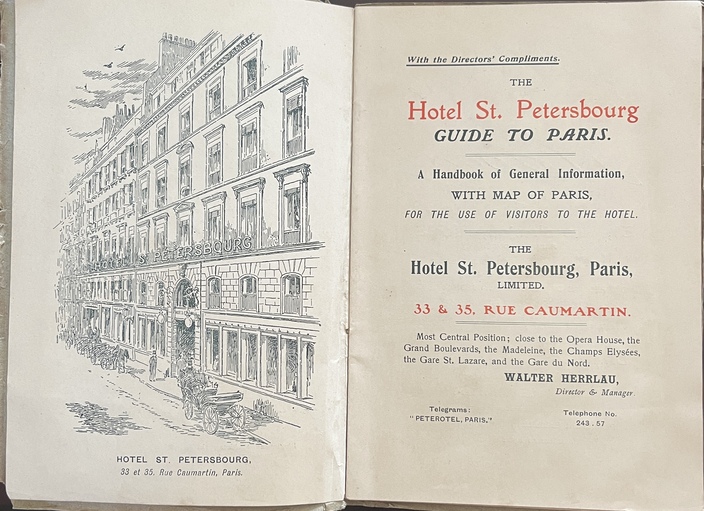 HOTEL ST PETERSBOURG
HOTEL ST. PETERSBOURG,
33 et 35, Rue Caumartin, Paris.
With the Directors' Compliments.
THE
Hotel St. Petersbourg
GUIDE TO PARIS.
A Handbook of General Information,
WITH MAP OF PARIS,
FOR THE USE OF VISITORS TO THE HOTEL.
THE
Hotel St. Petersbourg, Paris,
LIMITED.
33 & 35, RUE CAUMARTIN.
Most Central Position; close to the Opera House, the
Grand Boulevards, the Madeleine, the Champs Elysées,
the Gare St. Lazare, and the Gare du Nord.
WALTER HERRLAU,
Director & Manager
Telegrams:
"PETEROTEL, PARIS."
Telephone No.
243.57